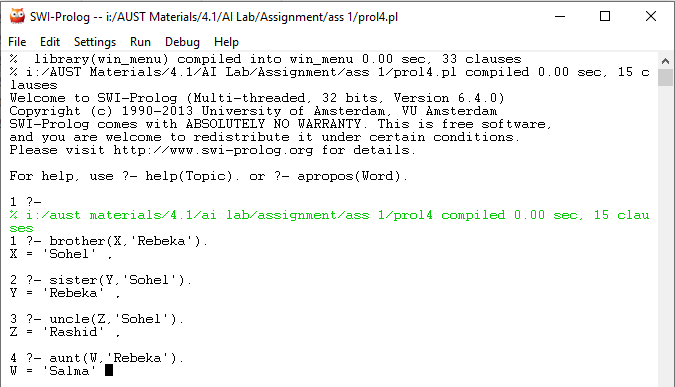 SWI-Prolog -- i:/AUST Materials/4.1/AI Lab/Assignment/ass 1/prol4.pl
File Edit Settings Run Debug Help
%  library(win_menu) compiled into win_menu 0.00 sec, 33 clauses
% i:/AUST Materials/4.1/AI Lab/Assignment/ass 1/prol4.pl compiled 0.00 sec, 15 c
lauses
Welcome to SWI-Prolog (Multi-threaded, 32 bits, Version 6.4.0)
Copyright (c) 1990-2013 University of Amsterdam, VU Amsterdam
SWI-Prolog comes with ABSOLUTELY NO WARRANTY. This is free software,
and you are welcome to redistribute it under certain conditions.
Please visit http://www.swi-prolog.org for details.
For help, use ?- help(Topic). or ?- apropos(Word).
1 ?-
% i:/aust materials/4.1/ai lab/assignment/ass 1/prol4 compiled 0.00 sec, 15 clau
ses
1 ?- brother(X,'Rebeka').
X = 'Sohel' .
2 ?- sister(Y,'Sohel').
Y = 'Rebeka' .
3 ?- uncle(Z,'Sohel').
Z = 'Rashid' .
4 ?- aunt(W,'Rebeka').
W = 'Salma'